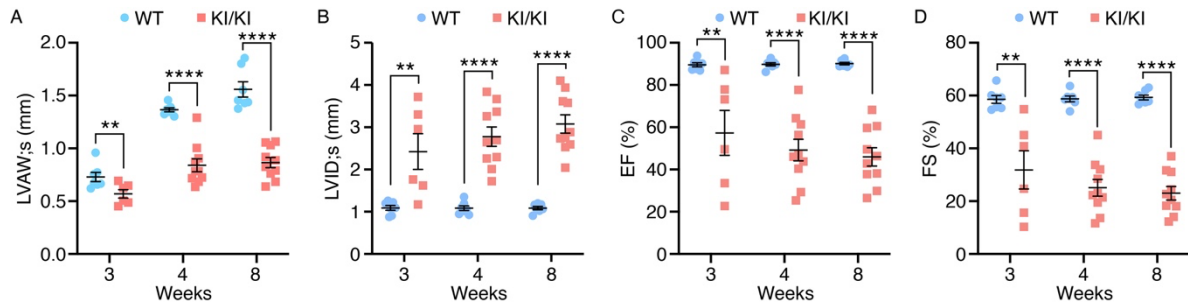 A WT KI/KI
LVAW;s (mm)
2.0
1.5
1.0
0.5
0.0
** **** ****
3 4 8
Weeks
B WT KI/KI
LVID;s (mm)
5
4
3
2
1
0
** **** ****
3 4 8
Weeks
C WT KI/KI
EF (%)
100
80
60
40
20
0
** **** ****
3 4 8
Weeks
D WT KI/KI
FS (%)
80
60
40
20
0
** **** ****
3 4 8
Weeks